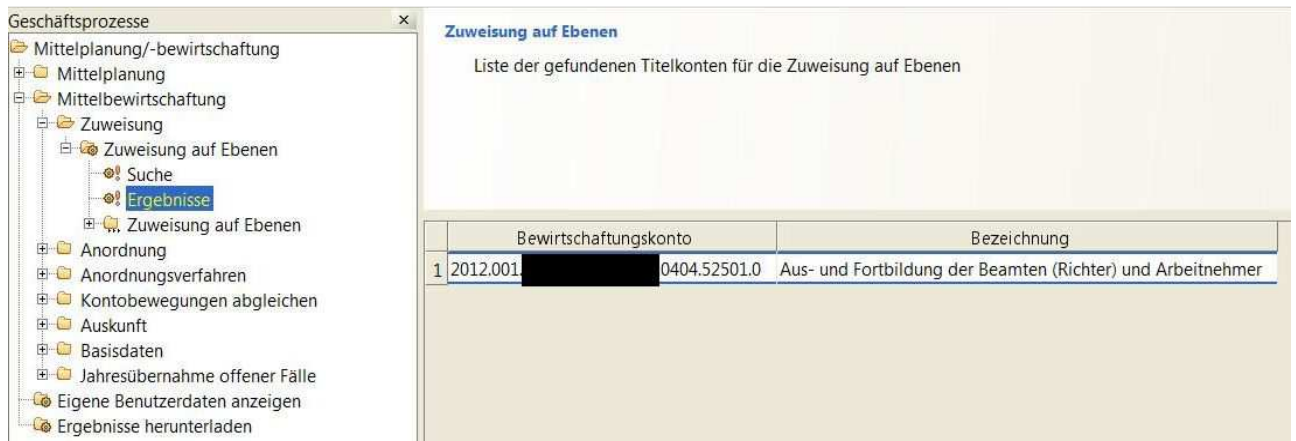 Geschäftsprozesse ×
Mittelplanung/-bewirtschaftung
Mittelplanung
Mittelbewirtschaftung
Zuweisung
Zuweisung auf Ebenen
Suche
Ergebnisse
Zuweisung auf Ebenen
Anordnung
Anordnungsverfahren
Kontobewegungen abgleichen
Auskunft
Basisdaten
Jahresübernahme offener Fälle
Eigene Benutzerdaten anzeigen
Ergebnisse herunterladen
Zuweisung auf Ebenen
Liste der gefundenen Titelkonten für die Zuweisung auf Ebenen
Bewirtschaftungskonto Bezeichnung
1 2012.001. 0404.52501.0 Aus- und Fortbildung der Beamten (Richter) und Arbeitnehmer